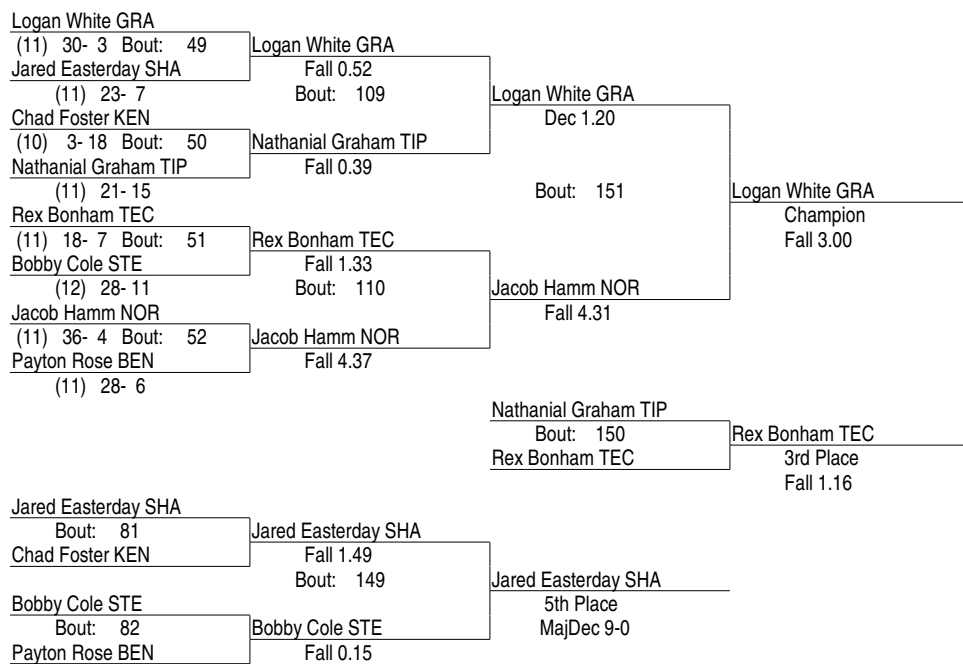 Logan White GRA
(11) 30- 3 Bout: 49
Jared Easterday SHA
(11) 23- 7
Chad Foster KEN
(10) 3- 18 Bout: 50
Nathanial Graham TIP
(11) 21- 15
Rex Bonham TEC
(11) 18- 7 Bout: 51
Bobby Cole STE
(12) 28- 11
Jacob Hamm NOR
(11) 36- 4 Bout: 52
Payton Rose BEN
(11) 28- 6
Logan White GRA
Fall 0.52
Bout: 109
Nathanial Graham TIP
Fall 0.39
Rex Bonham TEC
Fall 1.33
Bout: 110
Jacob Hamm NOR
Fall 4.37
Logan White GRA
Dec 1.20
Bout: 151
Jacob Hamm NOR
Fall 4.31
Logan White GRA
Champion
Fall 3.00
Nathanial Graham TIP
Bout: 150
Rex Bonham TEC
Rex Bonham TEC
3rd Place
Fall 1.16
Jared Easterday SHA
Bout: 81
Chad Foster KEN
Bobby Cole STE
Bout: 82
Payton Rose BEN
Jared Easterday SHA
Fall 1.49
Bout: 149
Bobby Cole STE
Fall 0.15
Jared Easterday SHA
5th Place
MajDec 9-0